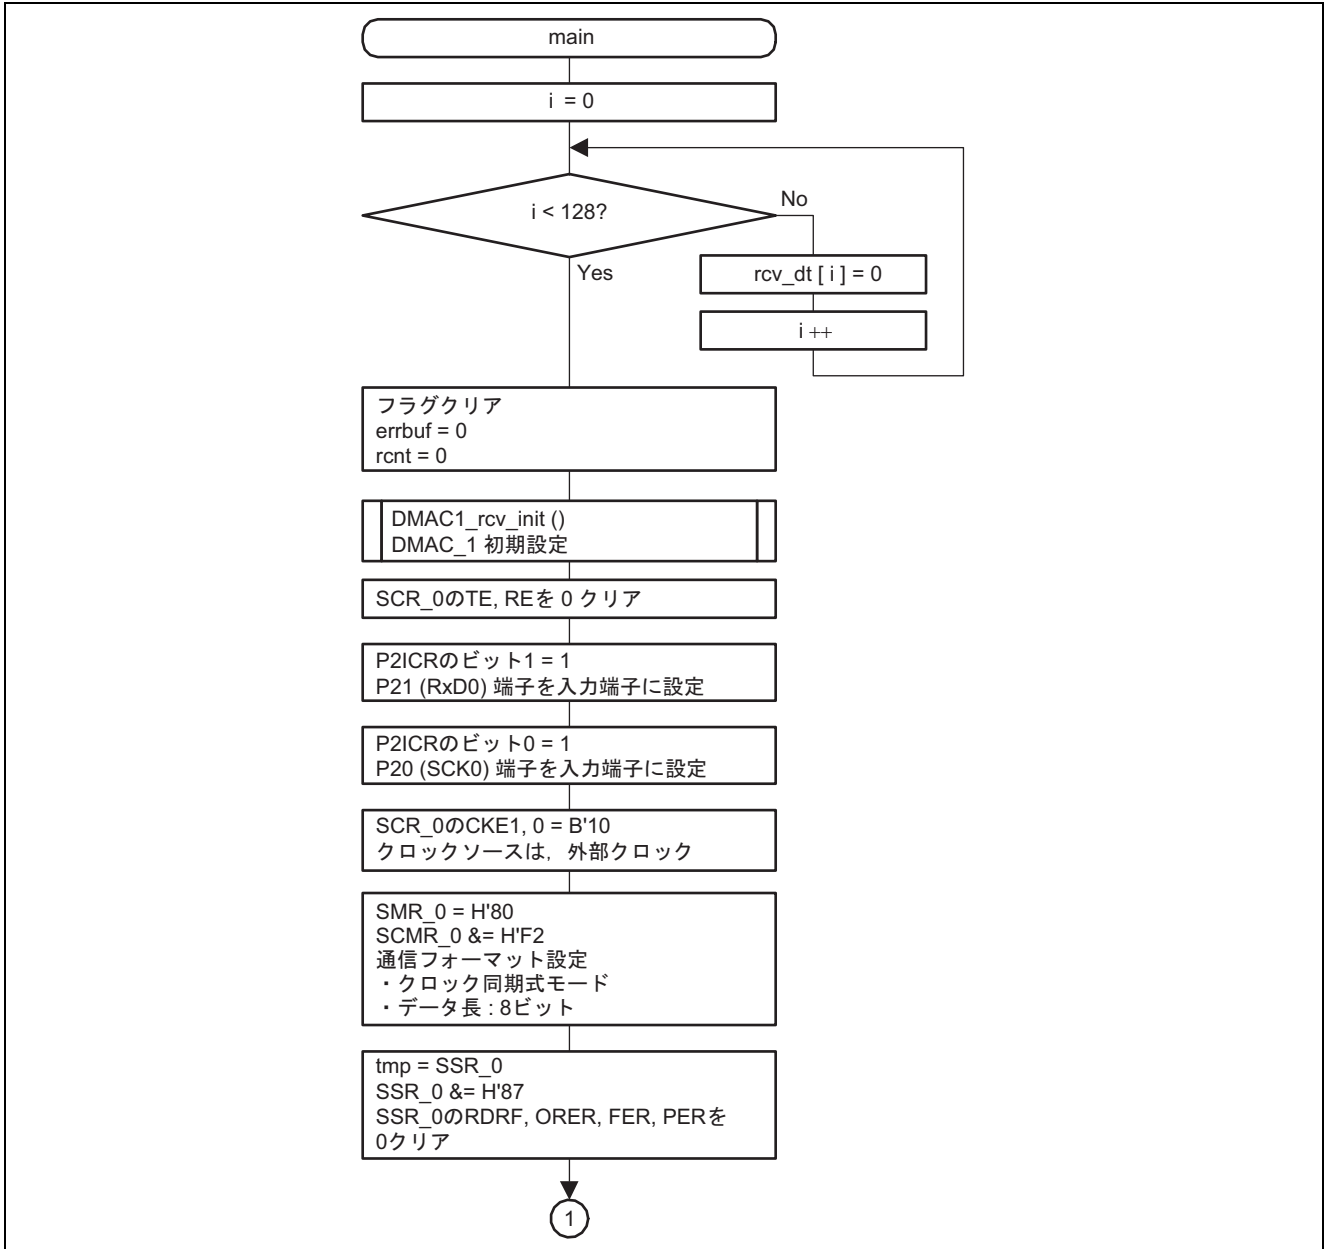 main
i = 0
i < 128?
No
Yes
rcv_dt [ i ] = 0
i ++
フラグクリア
errbuf = 0
rcnt = 0
DMAC1_rcv_init ()
DMAC_1 初期設定
SCR_0のTE, REを 0 クリア
P2ICRのビット1 = 1
P21 (RxD0) 端子を入力端子に設定
P2ICRのビット0 = 1
P20 (SCK0) 端子を入力端子に設定
SCR_0のCKE1, 0 = B'10
クロックソースは，外部クロック
SMR_0 = H'80
SCMR_0 &= H'F2
通信フォーマット設定
・クロック同期式モード
・データ長 : 8ビット
tmp = SSR_0
SSR_0 &= H'87
SSR_0のRDRF, ORER, FER, PERを
0クリア
1